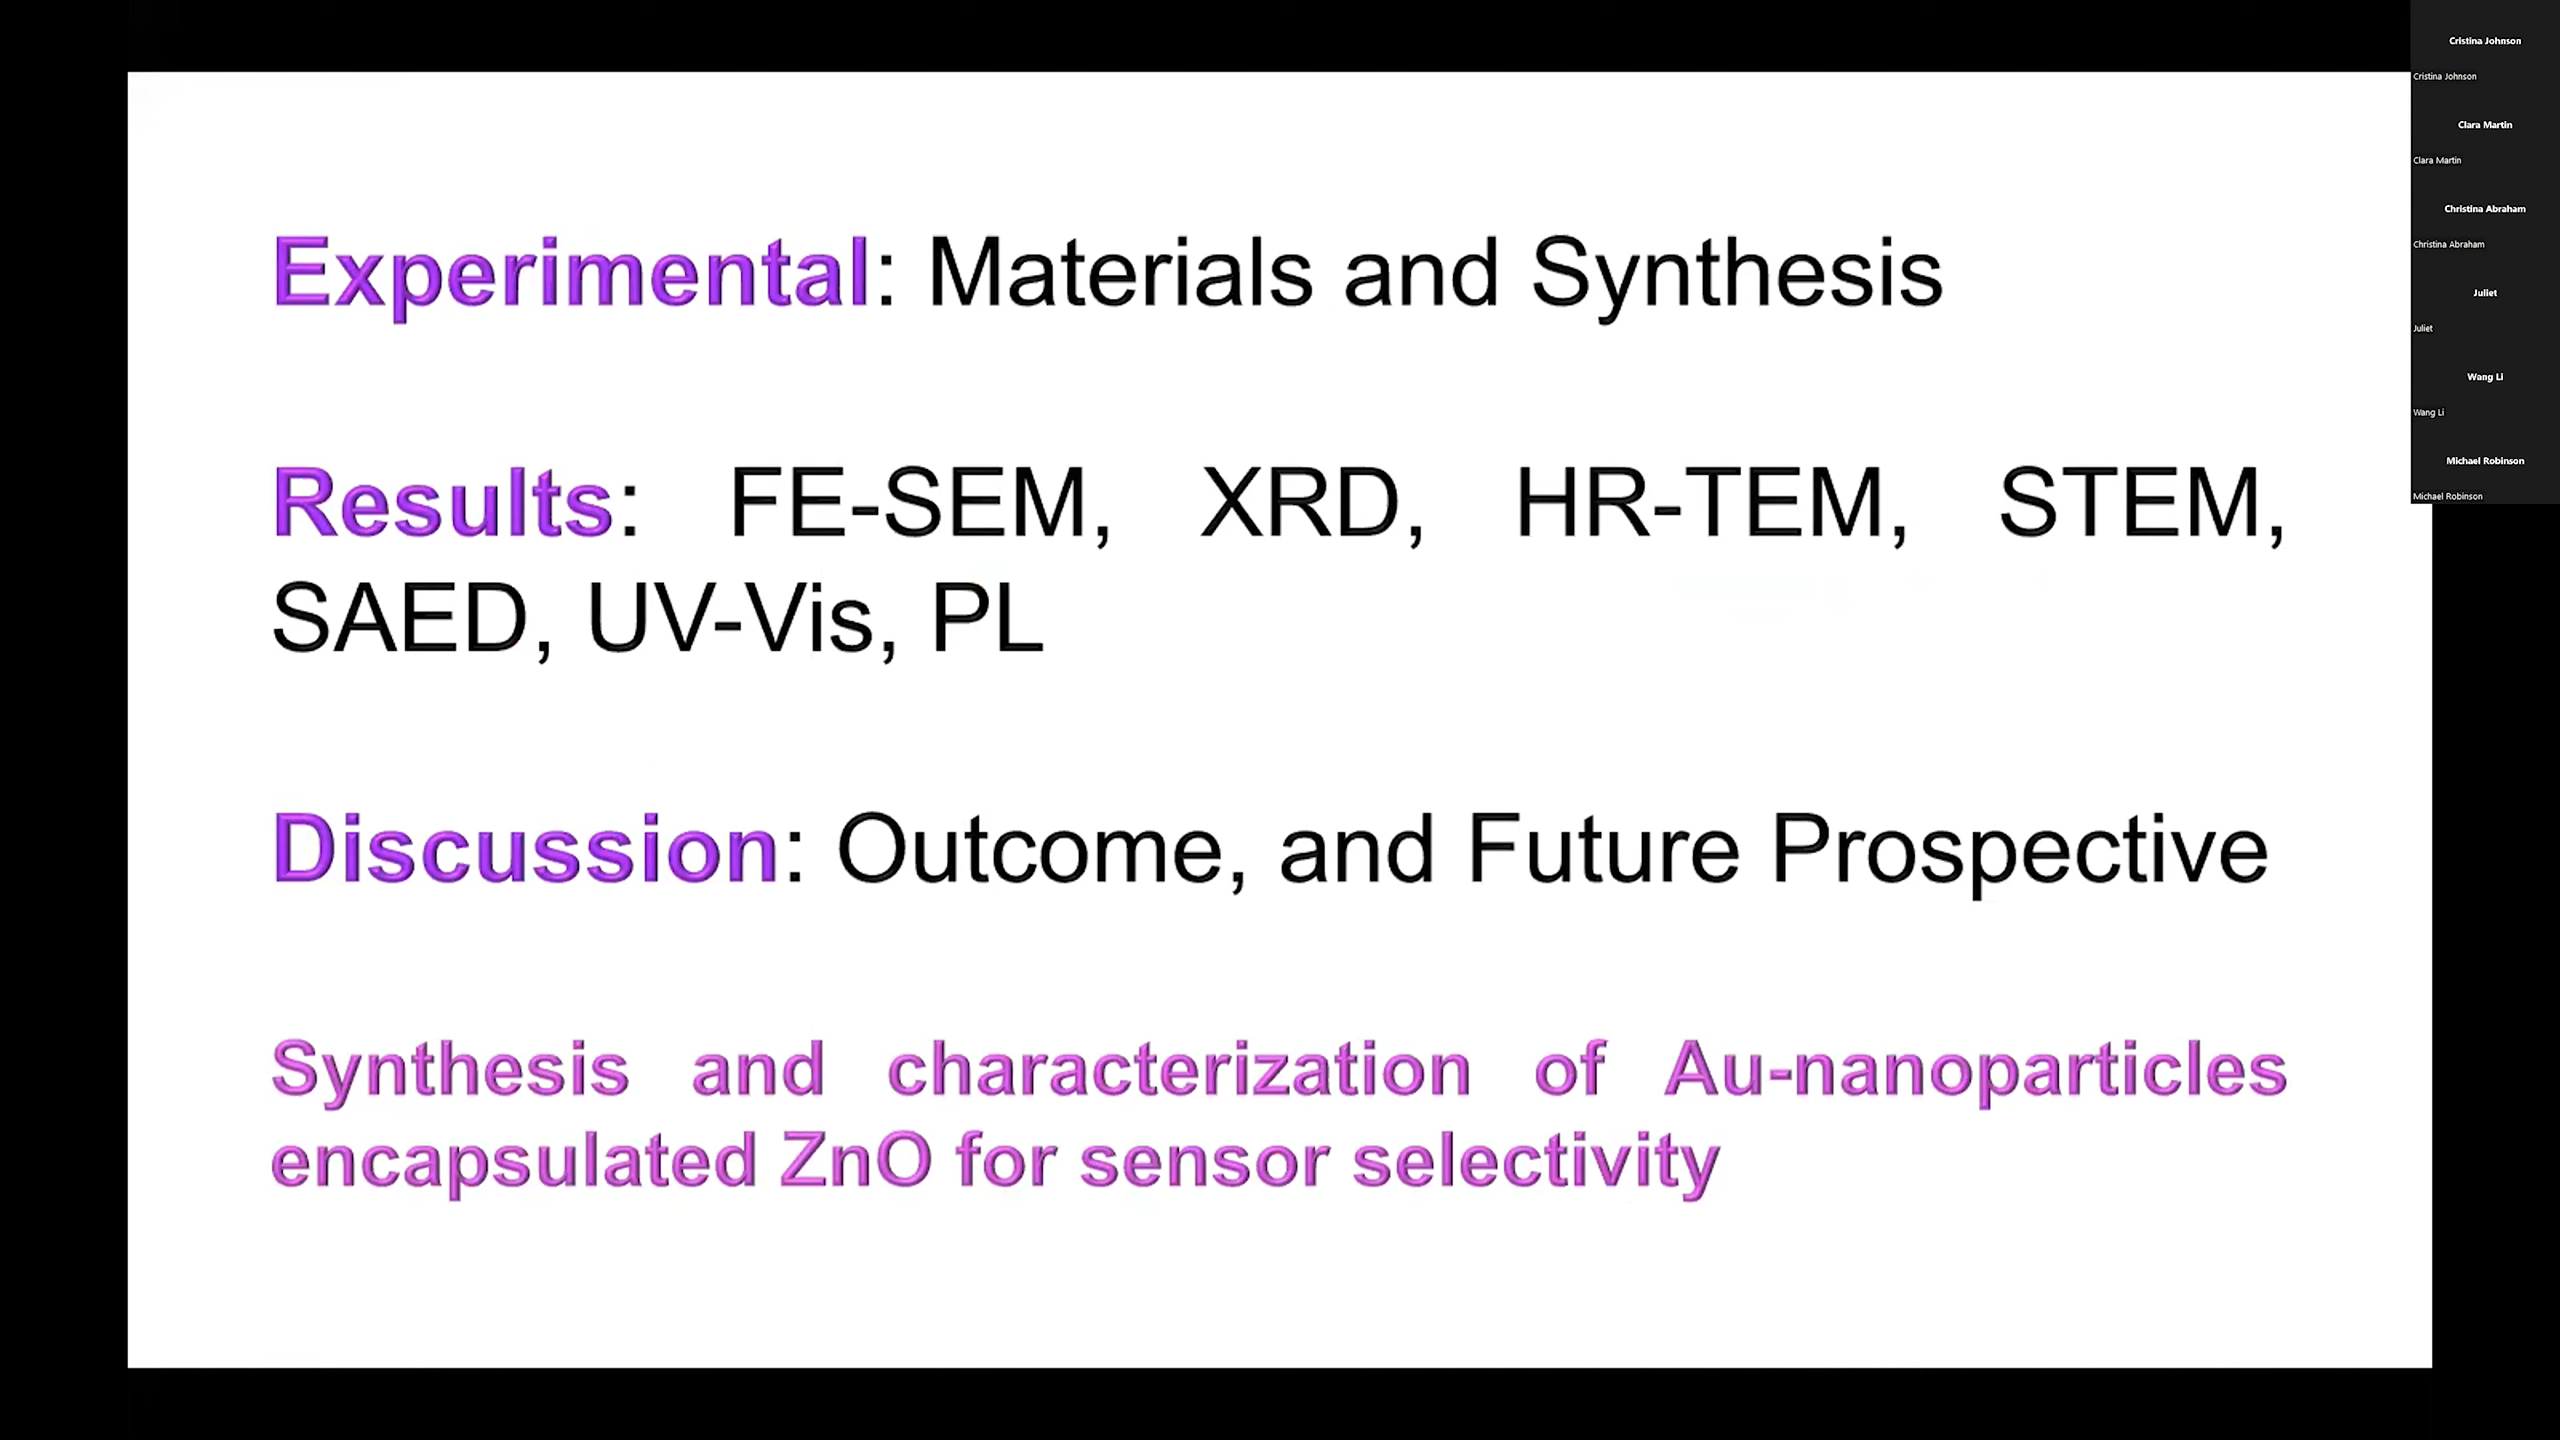 Experimental: Materials and Synthesis
Results: FE-SEM, XRD, HR-TEM, STEM,
SAED, UV-Vis, PL
Discussion: Outcome, and Future Prospective
Synthesis and characterization of Au-nanoparticles
encapsulated ZnO for sensor selectivity
Cristina Johnson
Cristina Johnson
Clara Martin
Clara Martin
Christina Abraham
Christina Abraham
Juliet
Juliet
Wang Li
Wang Li
Michael Robinson
Michael Robinson